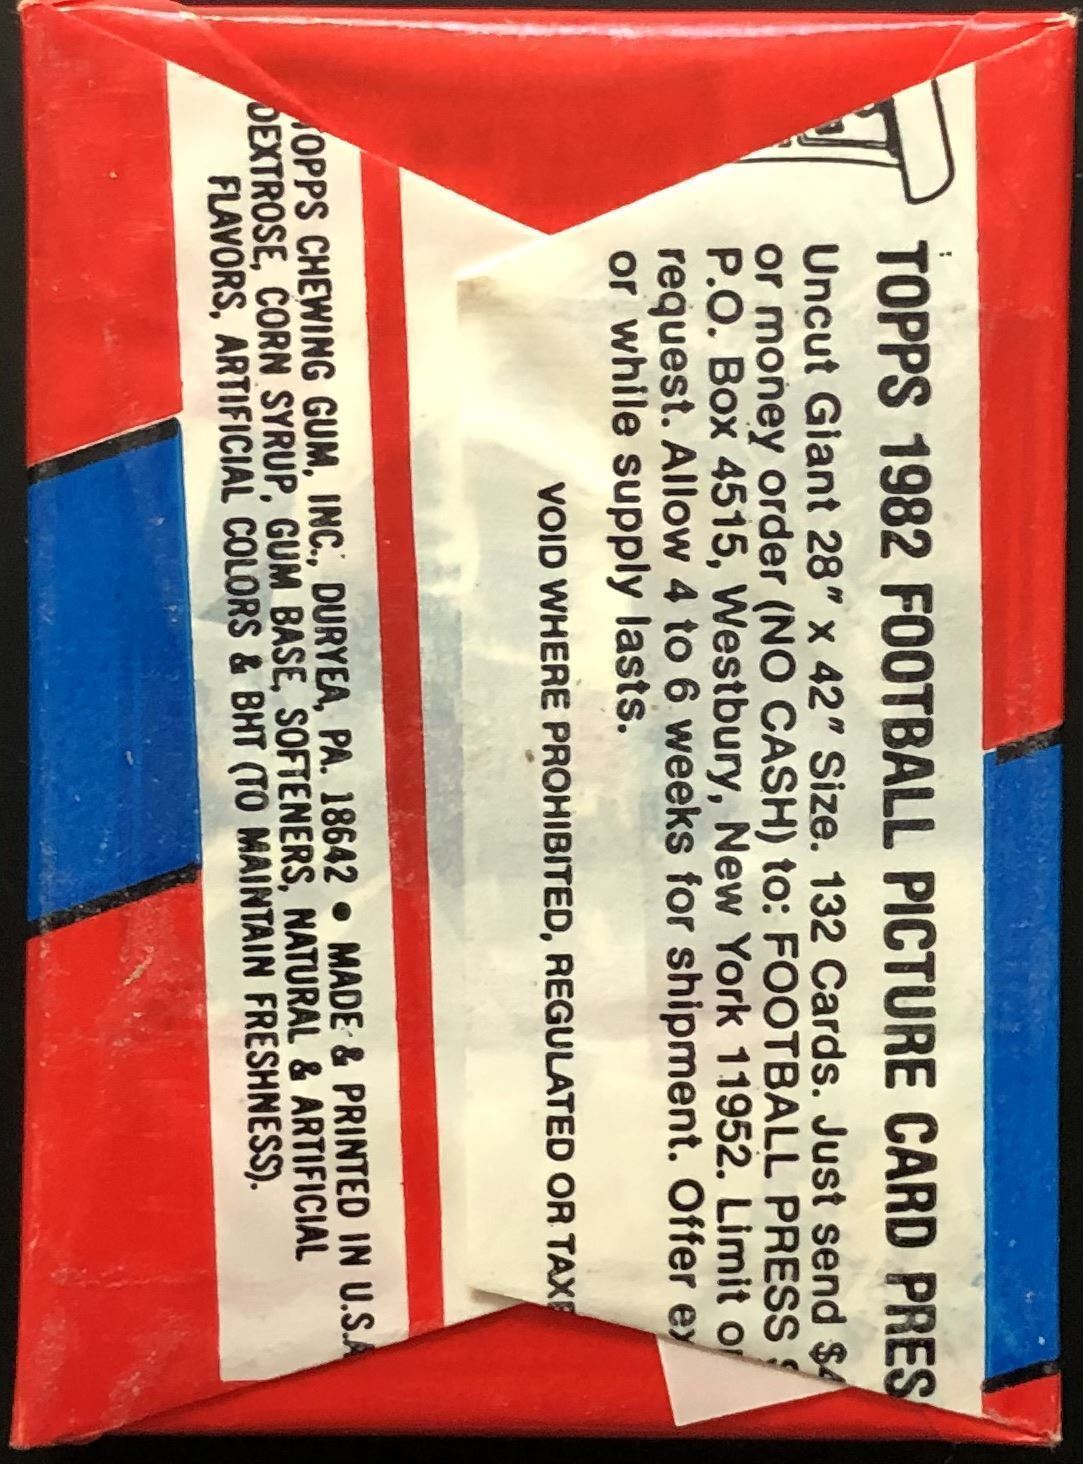 TOPPS 1982 FOOTBALL PICTURE CARD PRES
Uncut Giant 28" x 42" Size. 132 Cards. Just send $4
or money order (NO CASH) to: FOOTBALL PRESS S
P.O. Box 4515, Westbury, New York 11952. Limit o
request. Allow 4 to 6 weeks for shipment. Offer ex
or while supply lasts.
VOID WHERE PROHIBITED, REGULATED OR TAXE
TOPPS CHEWING GUM, INC., DURYEA, PA. 18642 • MADE & PRINTED IN U.S.A
DEXTROSE, CORN SYRUP, GUM BASE, SOFTENERS, NATURAL & ARTIFICIAL
FLAVORS, ARTIFICIAL COLORS & BHT (TO MAINTAIN FRESHNESS).